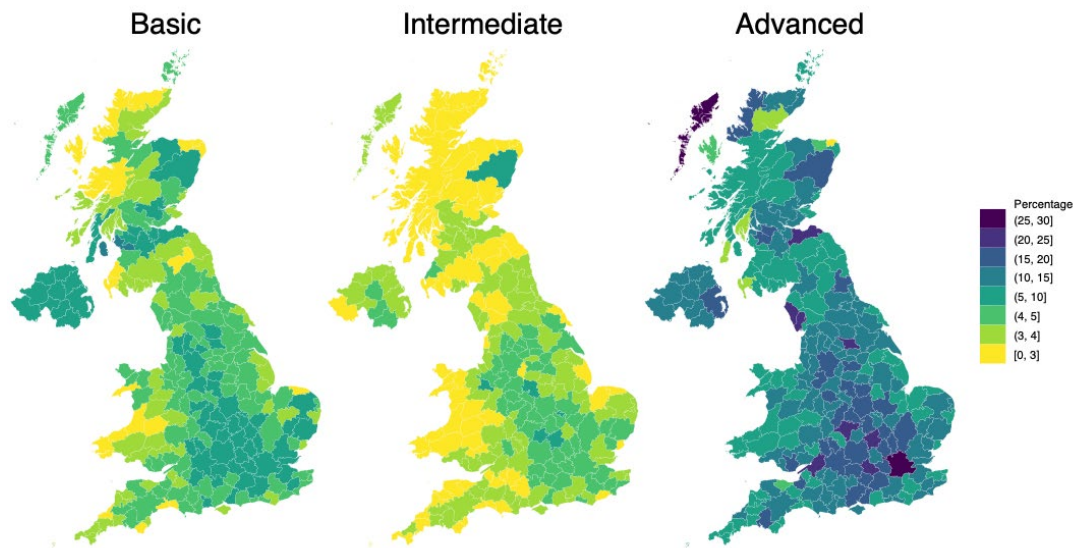 Basic
Intermediate
Advanced
Percentage
(25, 30]
(20, 25]
(15, 20]
(10, 15]
(5, 10]
(4, 5]
(3, 4]
[0, 3]